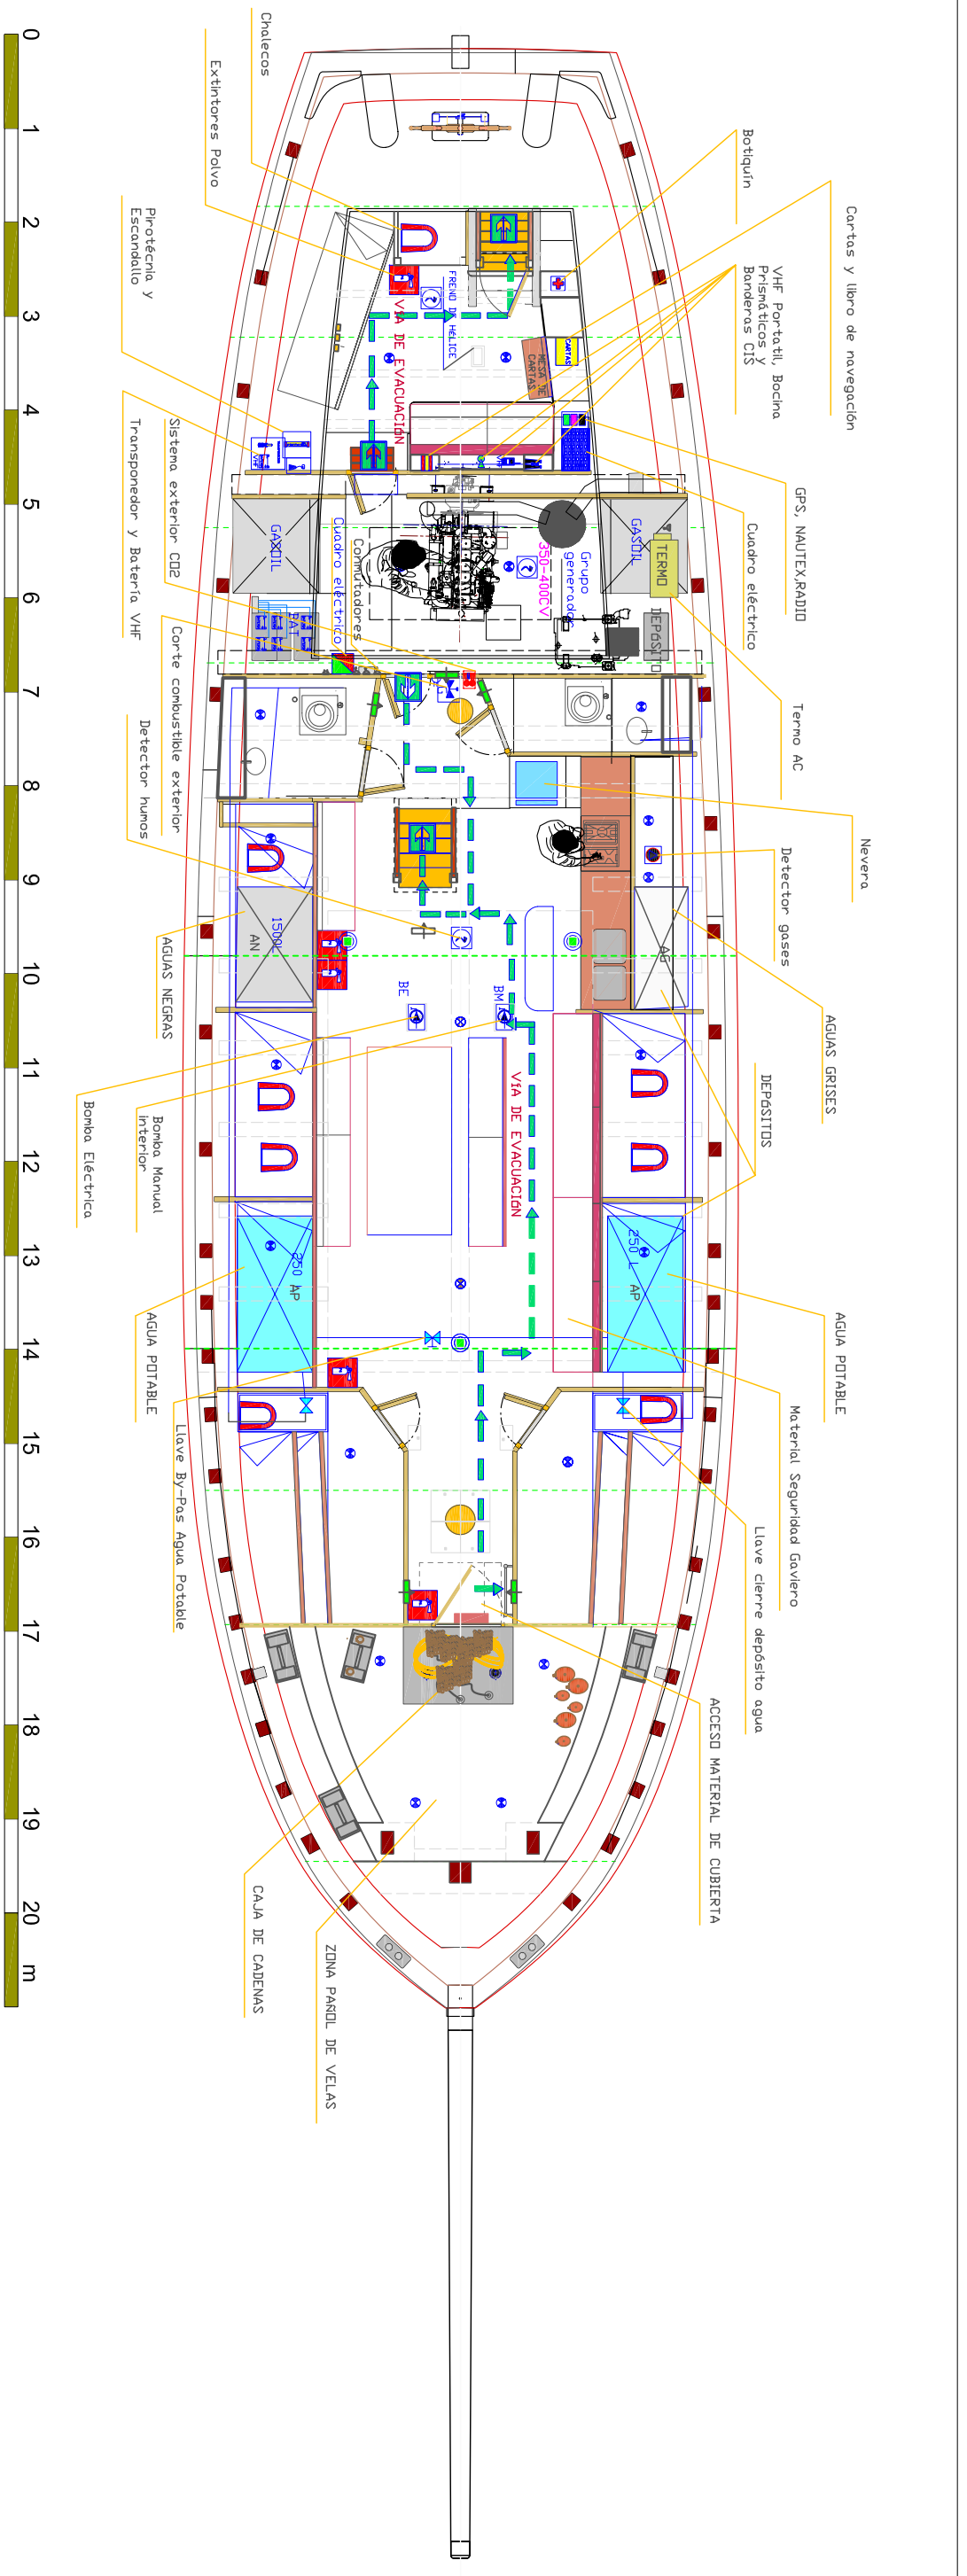 0
1
2
3
4
5
6
7
8
9
10
11
12
13
14
15
16
17
18
19
20
m
Chalecos
Extintores Polvo
Pirotécnia y
Escandallo
Transponedor y Batería VHF
Sistema exterior CO2
Corte combustible exterior
Detector humos
AGUAS NEGRAS
Bomba Eléctrica
Bomba Manual
interior
AGUA POTABLE
Llave By-Pas Agua Potable
CAJA DE CADENAS
ZONA PAÑOL DE VELAS
Botiquín
Cartas y libro de navegación
VHF Portatil, Bocina
Prismáticos y
Banderas CIS
GPS, NAUTEX,RADIO
Cuadro eléctrico
Termo AC
Nevera
Detector gases
AGUAS GRISES
DEPóSITOS
AGUA POTABLE
Material Seguridad Gaviero
Llave cierre depósito agua
ACCESO MATERIAL DE CUBIERTA
FRENO DE HéLICE
VíA DE EVACUACIóN
CARTAS
MESA DE
CARTAS
GASOIL
GASOIL
TERMO
DEPóSITO
Grupo
generador
350-400CV
Cuadro eléctrico
Conmutadores
BAT
1500L
AN
AG
BE
BM
VíA DE EVACUACIóN
250 L
AP
250 L
AP